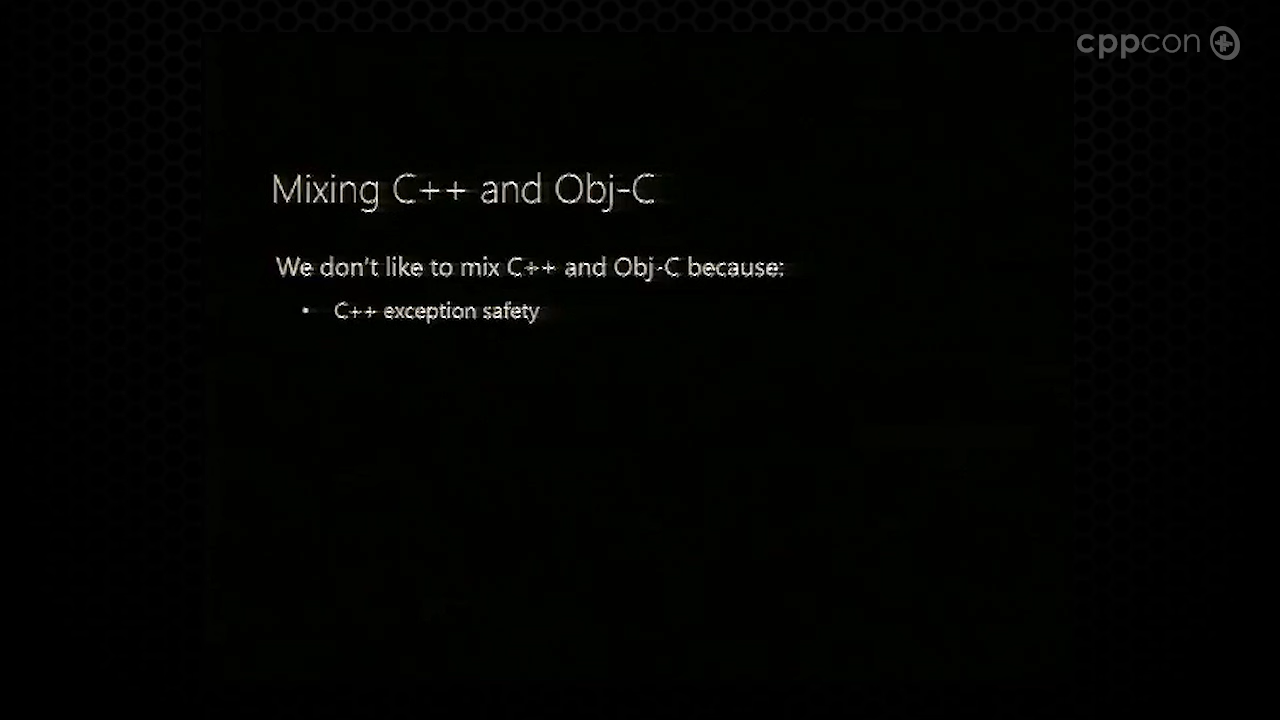 cppcon
Mixing C++ and Obj-C
We don't like to mix C++ and Obj-C because:
• C++ exception safety